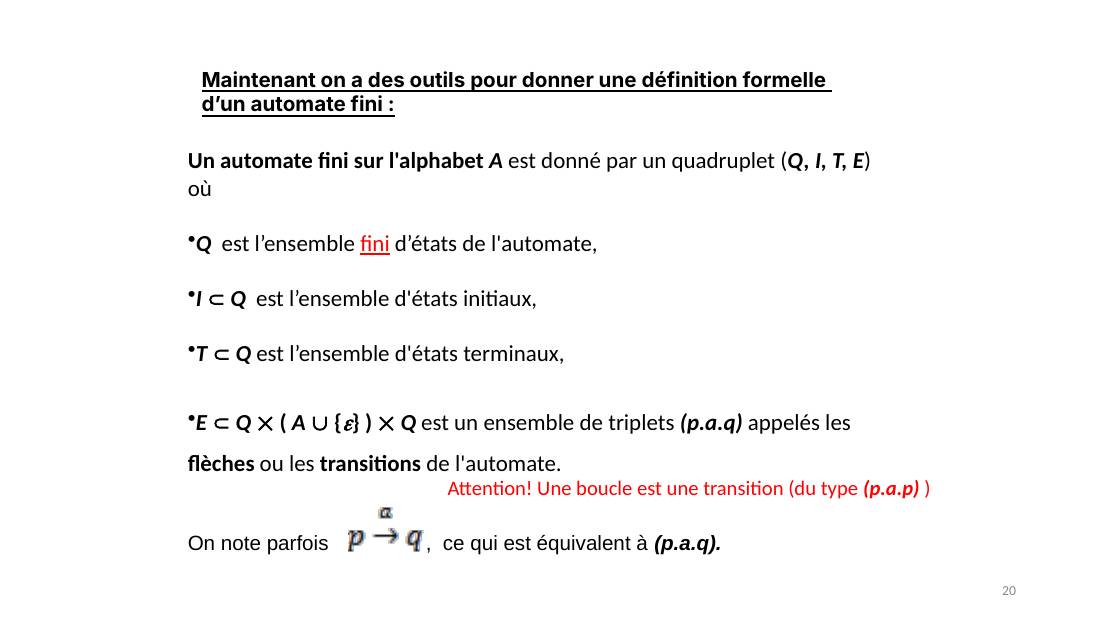 Maintenant on a des outils pour donner une définition formelle
d’un automate fini :
Un automate fini sur l'alphabet A est donné par un quadruplet (Q, I, T, E)
où
•Q est l’ensemble fini d’états de l'automate,
•I ⊂ Q est l’ensemble d'états initiaux,
•T ⊂ Q est l’ensemble d'états terminaux,
•E ⊂ Q × ( A ∪ {ε} ) × Q est un ensemble de triplets (p.a.q) appelés les
flèches ou les transitions de l'automate.
Attention! Une boucle est une transition (du type (p.a.p) )
a
On note parfois p → q , ce qui est équivalent à (p.a.q).
20